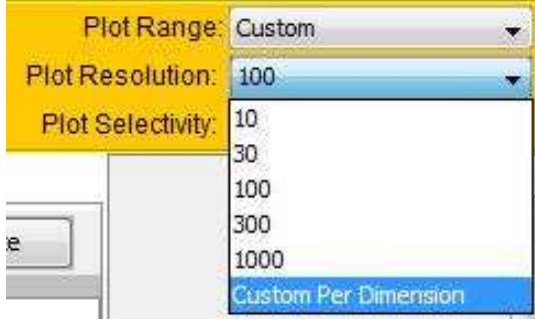 Plot Range: Custom
Plot Resolution: 100
Plot Selectivity:
10
30
100
300
1000
Custom Per Dimension